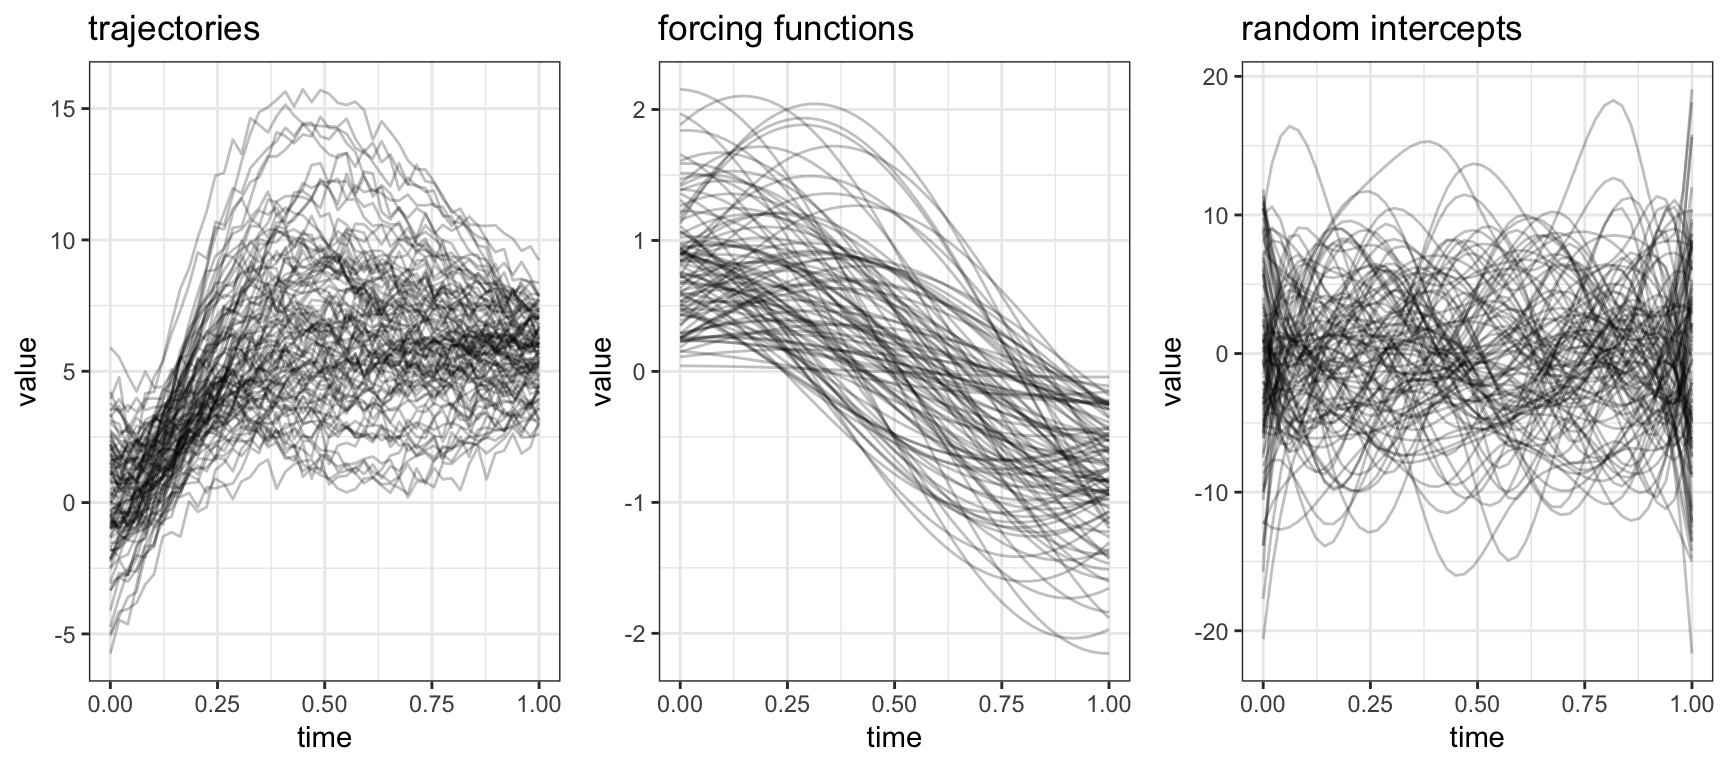 trajectories
15
10
5
0
-5
value
0.00 0.25 0.50 0.75 1.00
time
forcing functions
2
1
0
-1
-2
value
0.00 0.25 0.50 0.75 1.00
time
random intercepts
20
10
0
-10
-20
value
0.00 0.25 0.50 0.75 1.00
time